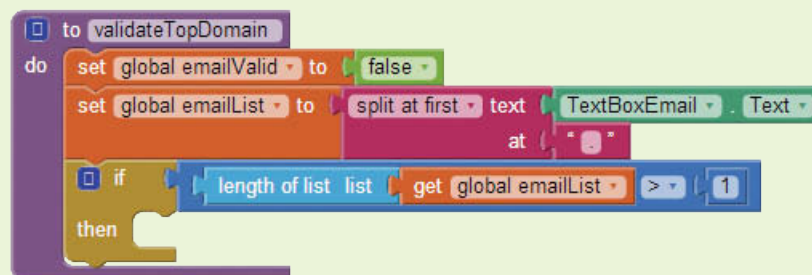 to validateTopDomain
do set global emailValid to false
set global emailList to split at first text TextBoxEmail . Text
at " . "
if length of list list get global emailList > 1
then